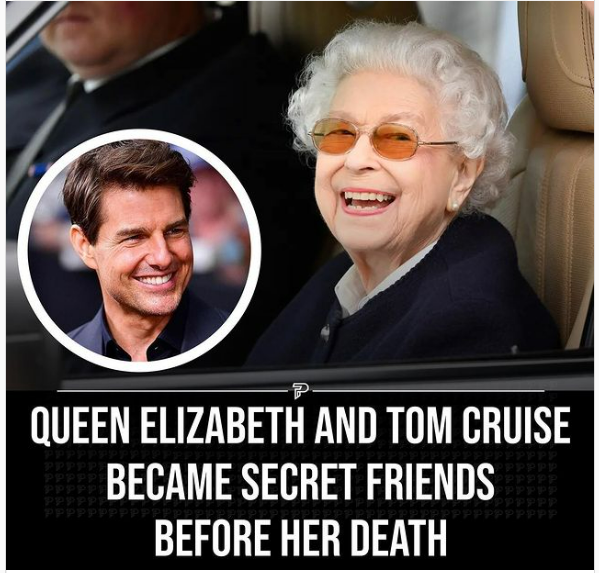 QUEEN ELIZABETH AND TOM CRUISE
BECAME SECRET FRIENDS
BEFORE HER DEATH